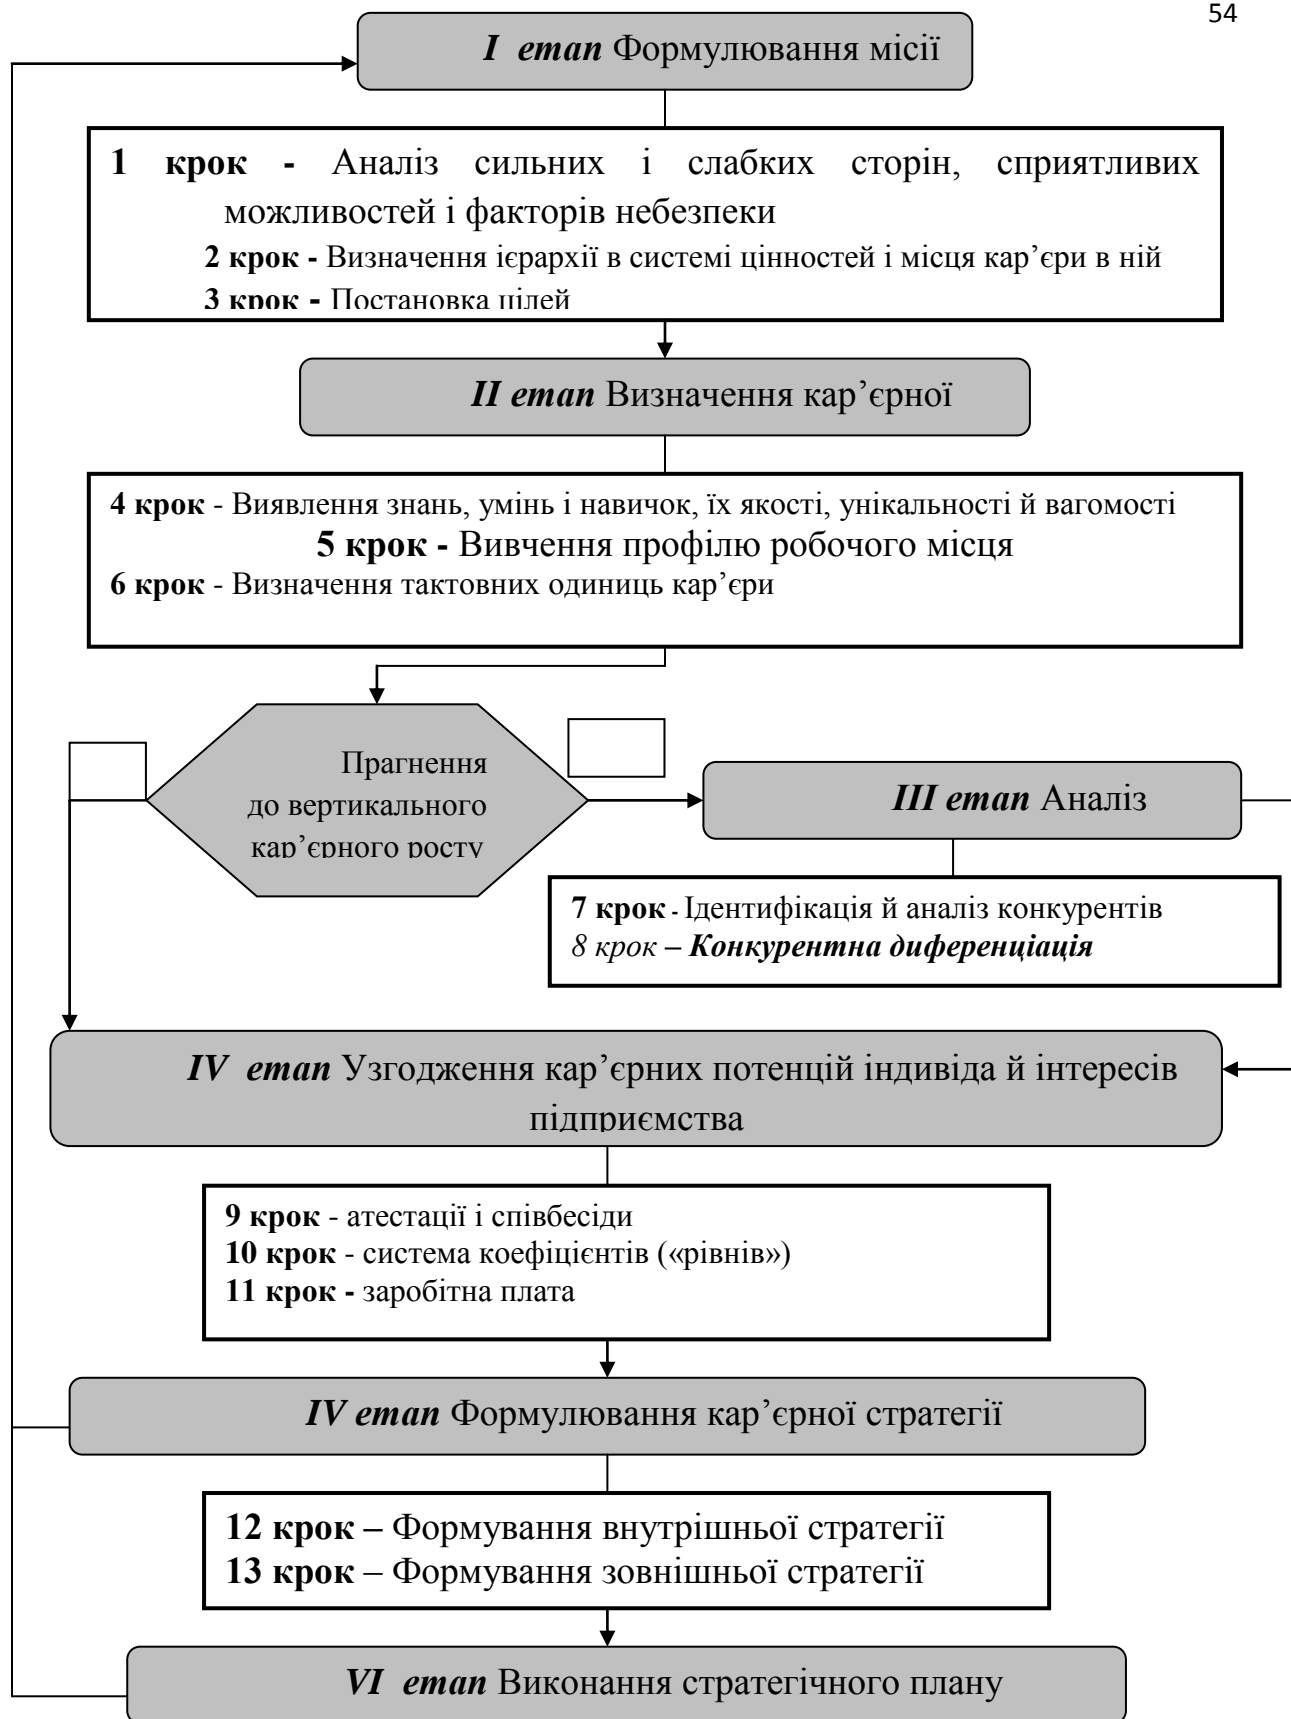 54
I етап Формулювання місії
1 крок - Аналіз сильних і слабких сторін, сприятливих
можливостей і факторів небезпеки
2 крок - Визначення ієрархії в системі цінностей і місця кар’єри в ній
3 крок - Постановка цілей
II етап Визначення кар’єрної
4 крок - Виявлення знань, умінь і навичок, їх якості, унікальності й вагомості
5 крок - Вивчення профілю робочого місця
6 крок - Визначення тактовних одиниць кар’єри
Прагнення
до вертикального
кар’єрного росту
III етап Аналіз
7 крок - Ідентифікація й аналіз конкурентів
8 крок – Конкурентна диференціація
IV етап Узгодження кар’єрних потенцій індивіда й інтересів
підприємства
9 крок - атестації і співбесіди
10 крок - система коефіцієнтів («рівнів»)
11 крок - заробітна плата
IV етап Формулювання кар’єрної стратегії
12 крок – Формування внутрішньої стратегії
13 крок – Формування зовнішньої стратегії
VI етап Виконання стратегічного плану